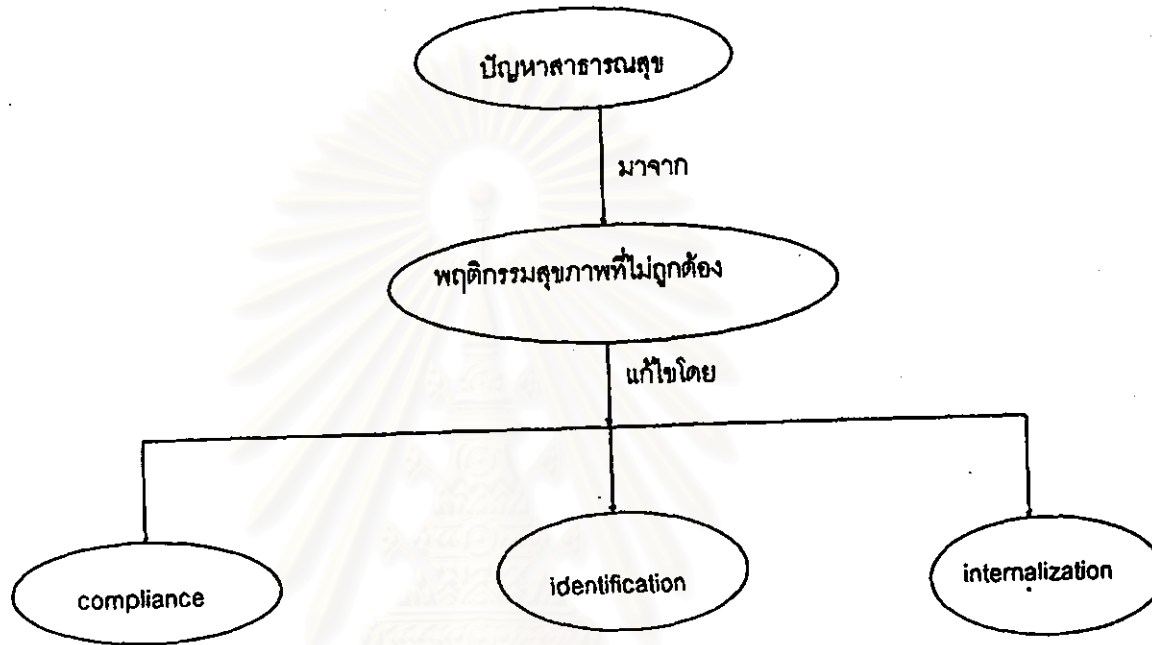 ปัญหาสาธารณสุข
มาจาก
พฤติกรรมสุขภาพที่ไม่ถูกต้อง
แก้ไขโดย
compliance
identification
internalization